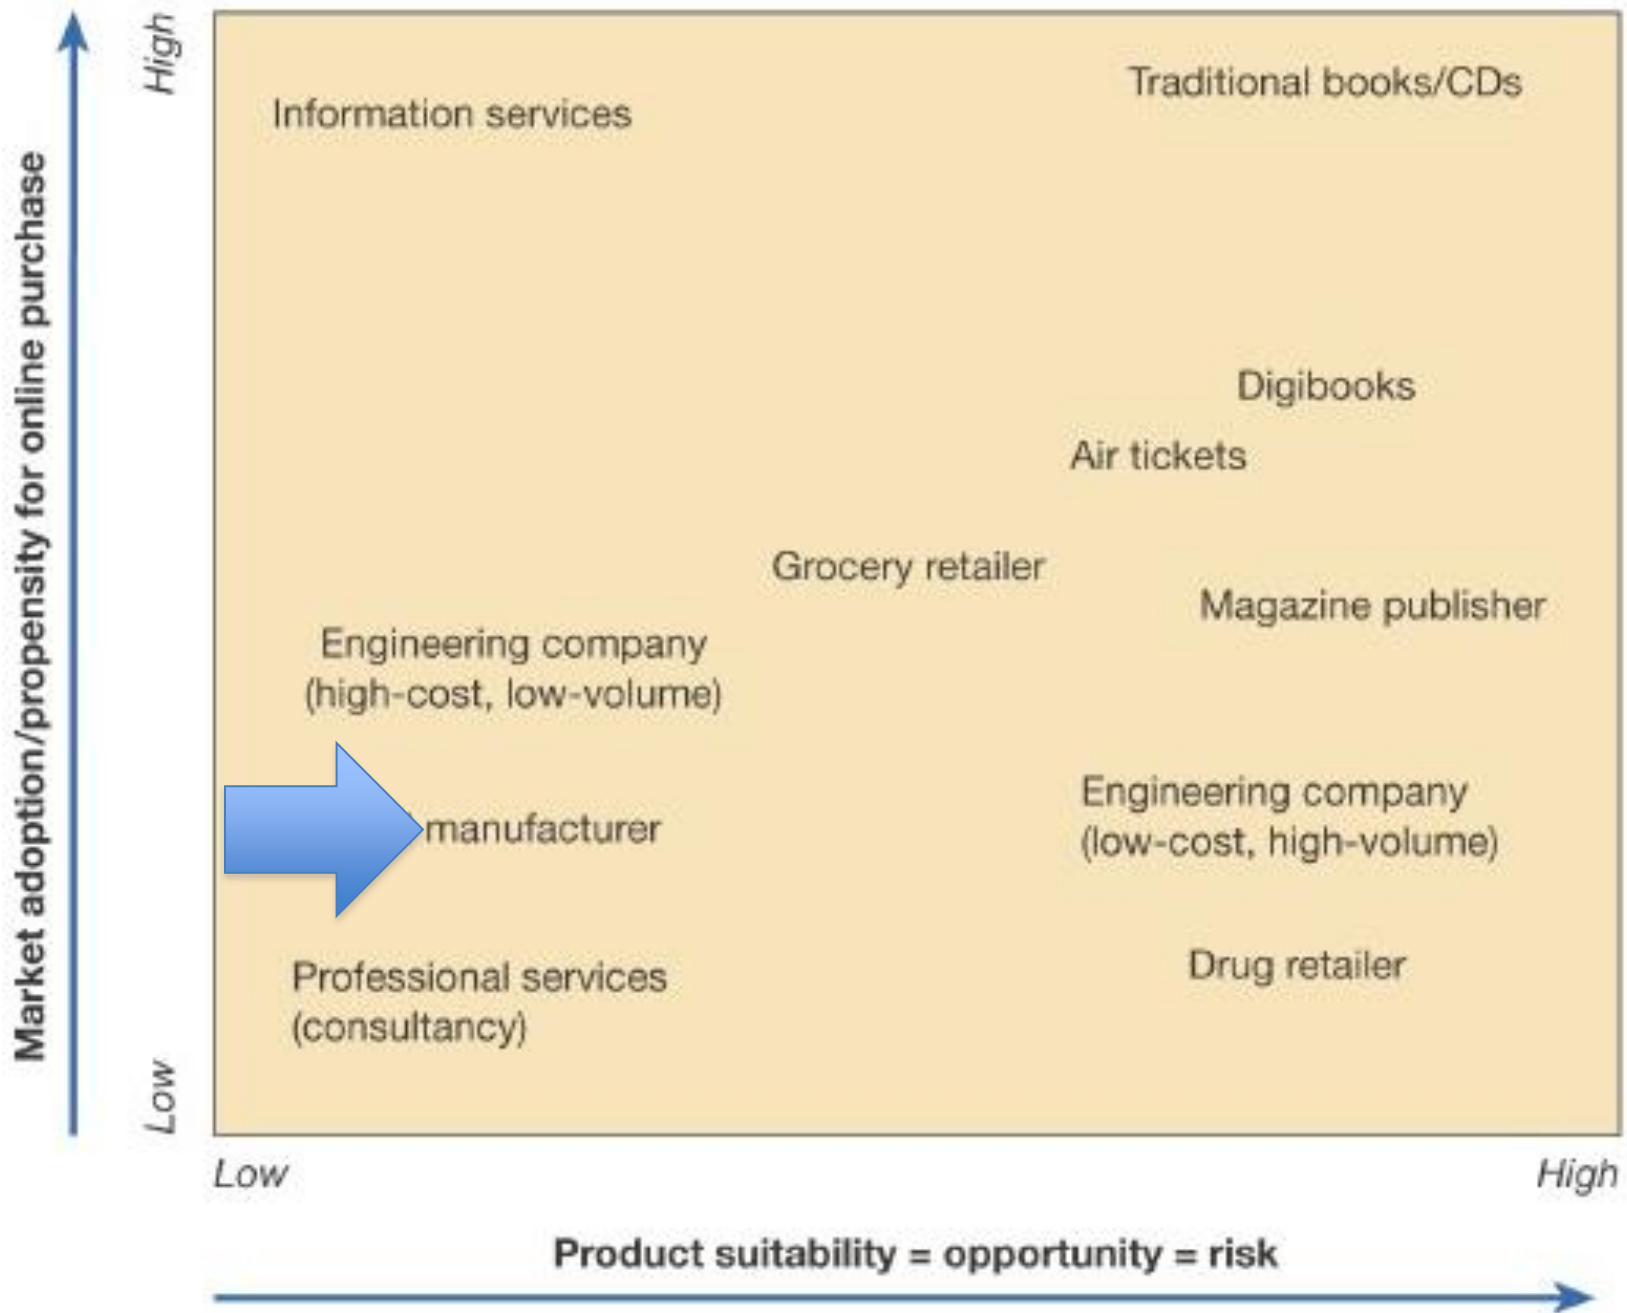 High
Traditional books/CDs
Information services
Digibooks
Air tickets
Grocery retailer
Magazine publisher
Engineering company
(high-cost, low-volume)
Engineering company
(low-cost, high-volume)
manufacturer
Drug retailer
Professional services
(consultancy)
Low
Market adoption/propensity for online purchase
Low
High
Product suitability = opportunity = risk